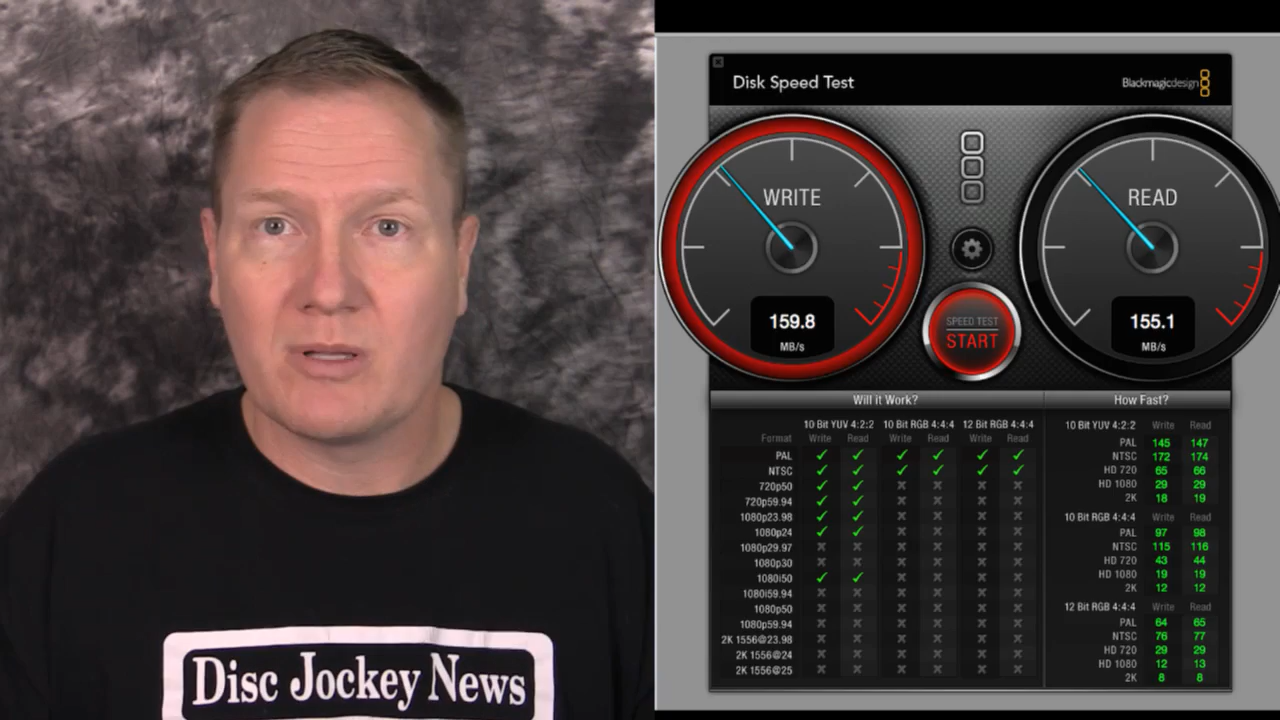 Disk Speed Test
Blackmagicdesign
WRITE
READ
159.8
MB/s
155.1
MB/s
SPEED TEST
START
Will it Work?
How Fast?
10 Bit YUV 4:2:2 10 Bit RGB 4:4:4 12 Bit RGB 4:4:4
Format Write Read Write Read Write Read
PAL ✓ ✓ ✓ ✓ ✓ ✓
NTSC ✓ ✓ ✓ ✓ ✓ ✓
720p50 ✓ ✓ X X X X
720p59.94 ✓ ✓ X X X X
1080p23.98 ✓ ✓ X X X X
1080p24 ✓ ✓ X X X X
1080p29.97 X X X X X X
1080p30 X X X X X X
1080i50 ✓ ✓ X X X X
1080i59.94 X X X X X X
1080p50 X X X X X X
1080p59.94 X X X X X X
2K 1556@23.98 X X X X X X
2K 1556@24 X X X X X X
2K 1556@25 X X X X X X
10 Bit YUV 4:2:2 Write Read
PAL 145 147
NTSC 172 174
HD 720 65 66
HD 1080 29 29
2K 18 19
10 Bit RGB 4:4:4 Write Read
PAL 97 98
NTSC 115 116
HD 720 43 44
HD 1080 19 19
2K 12 12
12 Bit RGB 4:4:4 Write Read
PAL 64 65
NTSC 76 77
HD 720 29 29
HD 1080 12 13
2K 8 8
Disc Jockey News